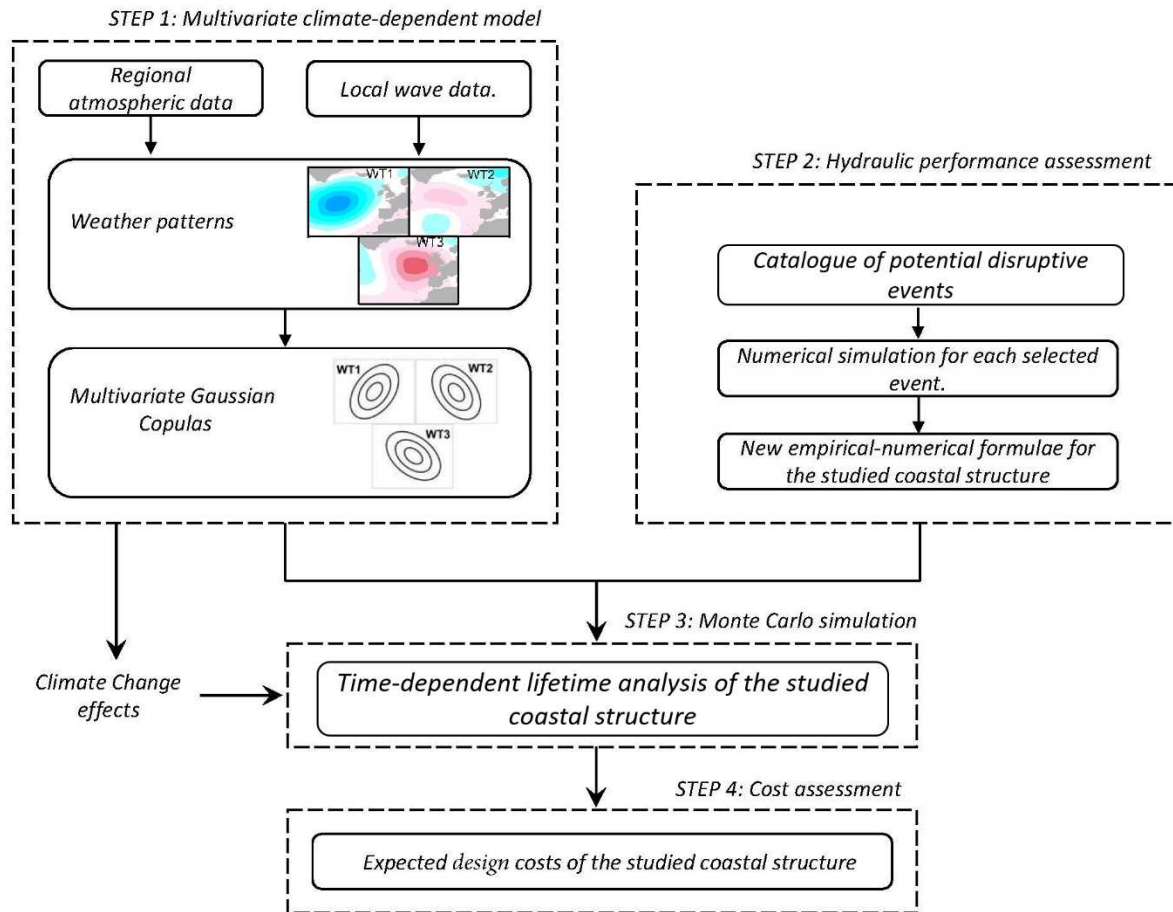 STEP 1: Multivariate climate-dependent model
Regional
atmospheric data
Local wave data.
Weather patterns
WT1
WT2
WT3
Multivariate Gaussian
Copulas
WT1
WT2
WT3
STEP 2: Hydraulic performance assessment
Catalogue of potential disruptive
events
Numerical simulation for each selected
event.
New empirical-numerical formulae for
the studied coastal structure
STEP 3: Monte Carlo simulation
Climate Change
effects
Time-dependent lifetime analysis of the studied
coastal structure
STEP 4: Cost assessment
Expected design costs of the studied coastal structure